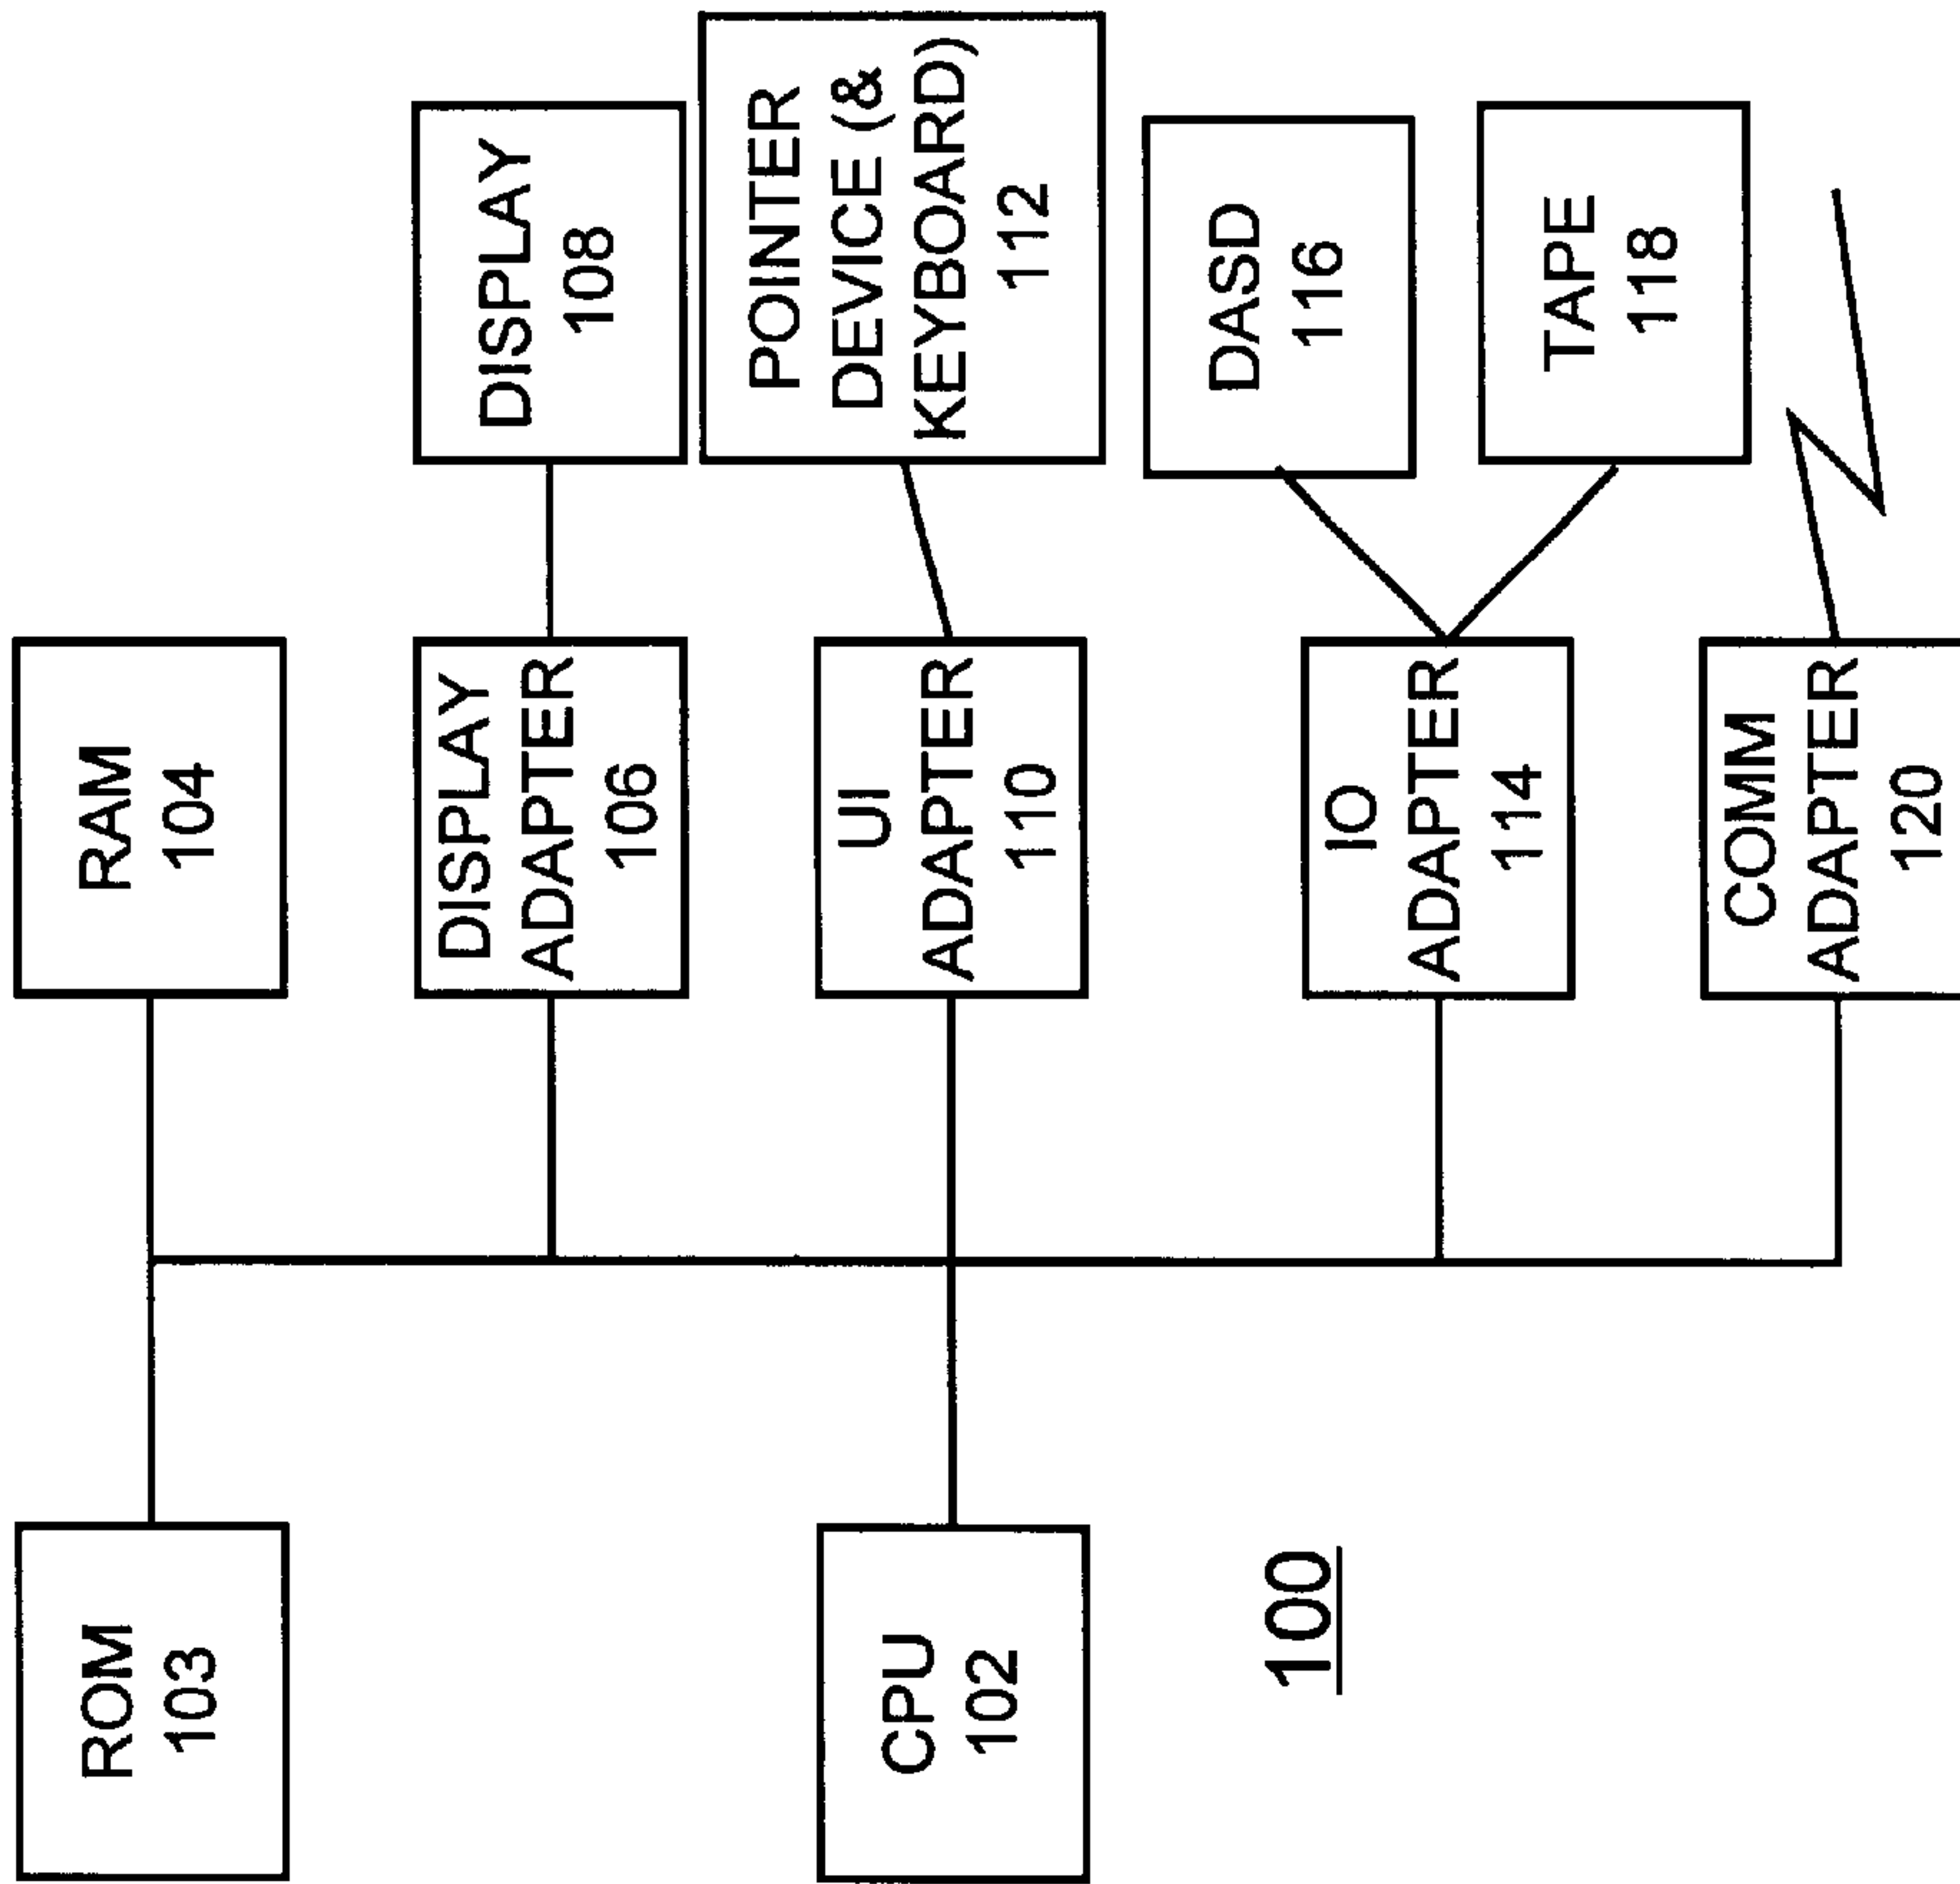 ROM
103
RAM
104
DISPLAY
ADAPTER
106
DISPLAY
108
CPU
102
UI
ADAPTER
110
POINTER
DEVICE (&
KEYBOARD)
112
100
IO
ADAPTER
114
DASD
116
TAPE
118
COMM
ADAPTER
120